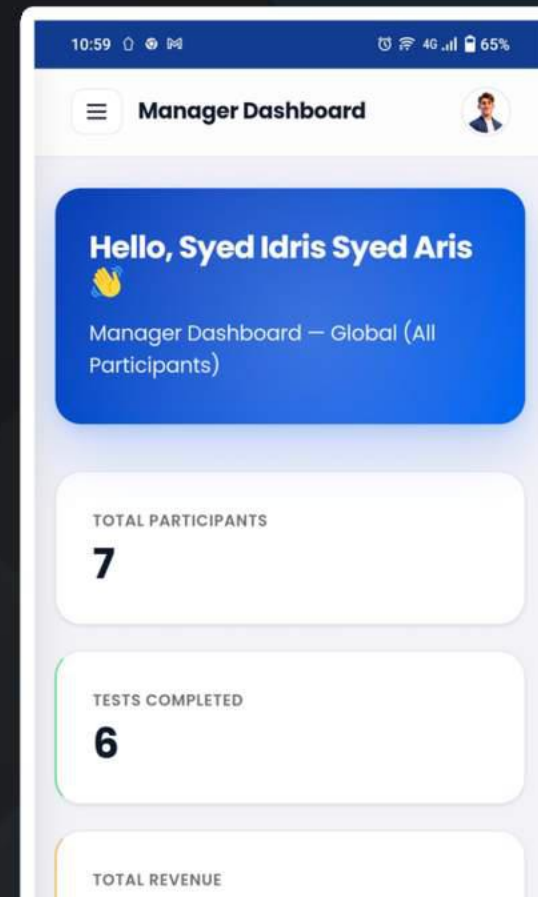 10:59 4G 65%
Manager Dashboard
Hello, Syed Idris Syed Aris
👋
Manager Dashboard — Global (All
Participants)
TOTAL PARTICIPANTS
7
TESTS COMPLETED
6
TOTAL REVENUE